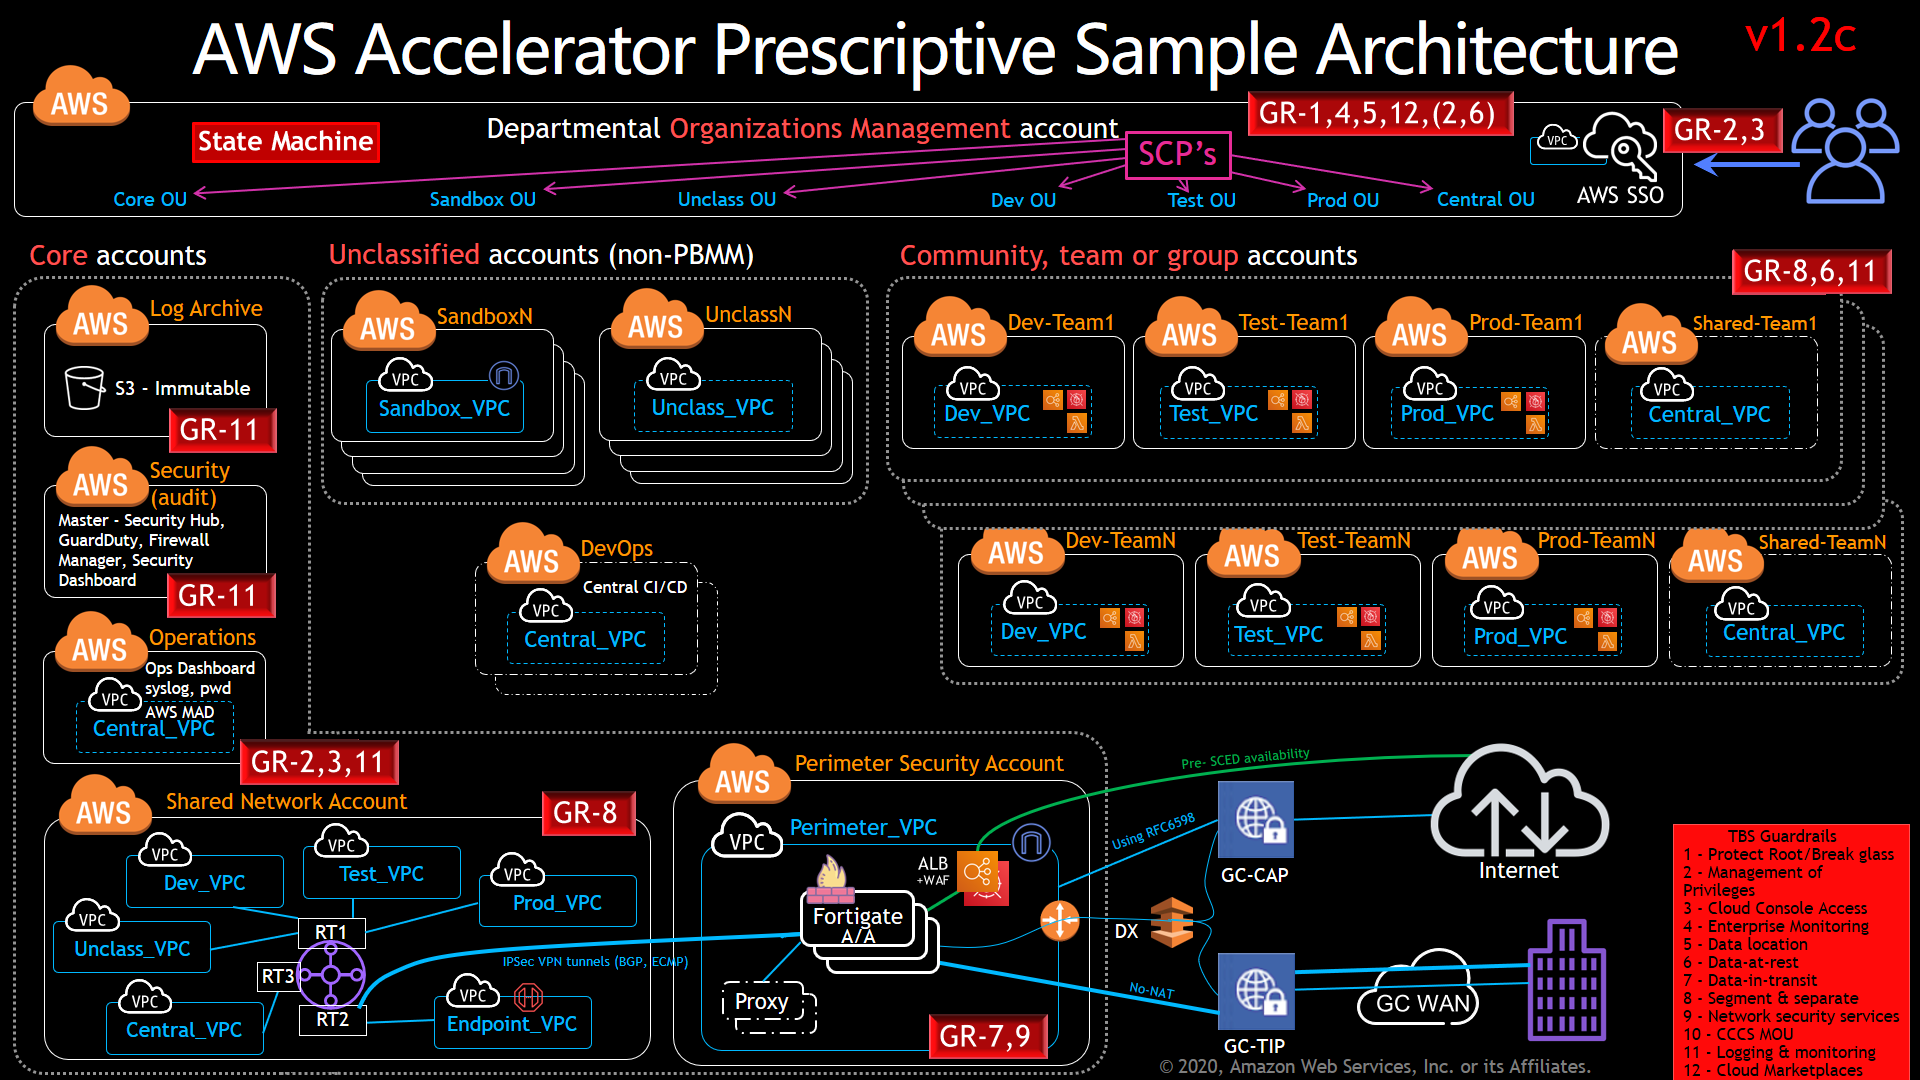 AWS Accelerator Prescriptive Sample Architecture
v1.2c
AWS
State Machine
Departmental Organizations Management account
GR-1,4,5,12,(2,6)
SCP's
VPC
AWS SSO
GR-2,3
Core OU
Sandbox OU
Unclass OU
Dev OU
Test OU
Prod OU
Central OU
Core accounts
AWS
Log Archive
S3 - Immutable
GR-11
AWS
Security
(audit)
Master - Security Hub,
GuardDuty, Firewall
Manager, Security
Dashboard
GR-11
AWS
Operations
Ops Dashboard
syslog, pwd
AWS MAD
VPC
Central_VPC
GR-2,3,11
Unclassified accounts (non-PBMM)
AWS
SandboxN
VPC
Sandbox_VPC
AWS
UnclassN
VPC
Unclass_VPC
AWS
DevOps
Central CI/CD
VPC
Central_VPC
Community, team or group accounts
GR-8,6,11
AWS
Dev-Team1
VPC
Dev_VPC
AWS
Test-Team1
VPC
Test_VPC
AWS
Prod-Team1
VPC
Prod_VPC
AWS
Shared-Team1
VPC
Central_VPC
AWS
Dev-TeamN
VPC
Dev_VPC
AWS
Test-TeamN
VPC
Test_VPC
AWS
Prod-TeamN
VPC
Prod_VPC
AWS
Shared-TeamN
VPC
Central_VPC
AWS
Shared Network Account
GR-8
VPC
Dev_VPC
VPC
Test_VPC
VPC
Prod_VPC
VPC
Unclass_VPC
RT1
RT3
RT2
VPC
Central_VPC
VPC
Endpoint_VPC
IPSec VPN tunnels (BGP, ECMP)
AWS
Perimeter Security Account
VPC
Perimeter_VPC
ALB
+WAF
Fortigate
A/A
Proxy
GR-7,9
Pre- SCED availability
Using RFC6598
No-NAT
DX
GC-CAP
GC-TIP
Internet
GC WAN
TBS Guardrails
1 - Protect Root/Break glass
2 - Management of
Privileges
3 - Cloud Console Access
4 - Enterprise Monitoring
5 - Data location
6 - Data-at-rest
7 - Data-in-transit
8 - Segment & separate
9 - Network security services
10 - CCCS MOU
11 - Logging & monitoring
12 - Cloud Marketplaces
© 2020, Amazon Web Services, Inc. or its Affiliates.